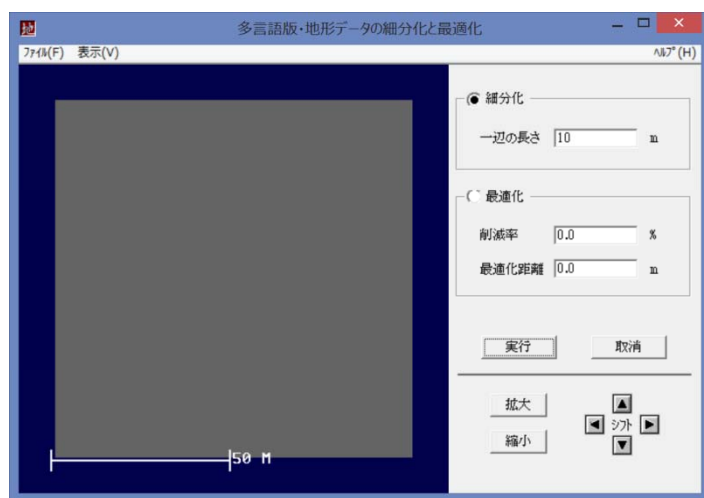 地
多言語版・地形データの細分化と最適化
ﾌｧｲﾙ(F) 表示(V) ﾍﾙﾌﾟ(H)
細分化
一辺の長さ 10 m
最適化
削減率 0.0 %
最適化距離 0.0 m
実行 取消
拡大
シフト
縮小
50 M